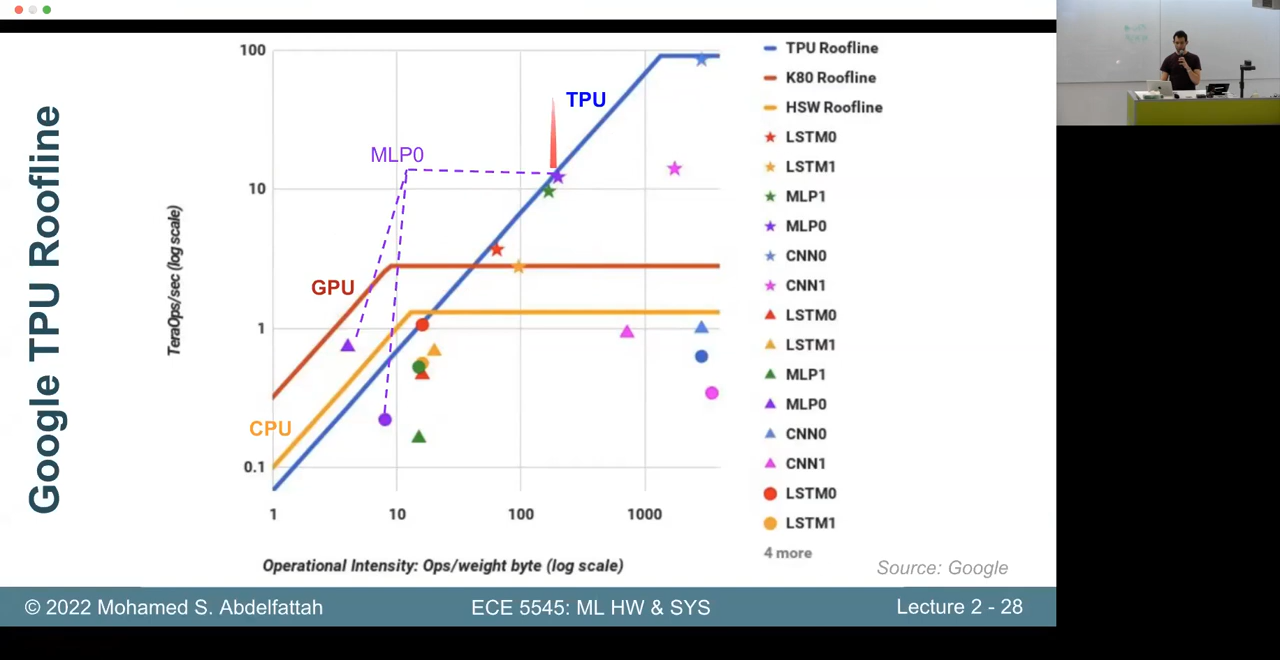 Google TPU Roofline
100
10
1
0.1
TeraOps/sec (log scale)
MLP0
TPU
GPU
CPU
1
10
100
1000
Operational Intensity: Ops/weight byte (log scale)
TPU Roofline
K80 Roofline
HSW Roofline
LSTM0
LSTM1
MLP1
MLP0
CNN0
CNN1
LSTM0
LSTM1
MLP1
MLP0
CNN0
CNN1
LSTM0
LSTM1
4 more
Source: Google
© 2022 Mohamed S. Abdelfattah
ECE 5545: ML HW & SYS
Lecture 2 - 28